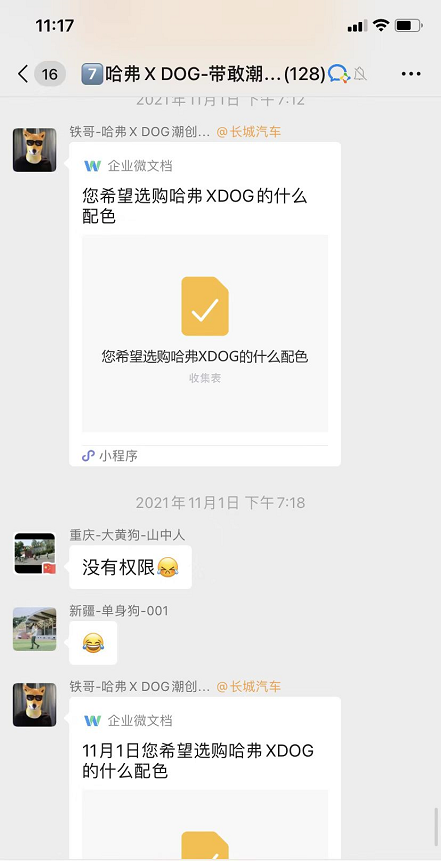 11:17
16
7 哈弗 X DOG-带敢潮...(128)
2021年11月1日 下午7:12
铁哥-哈弗 X DOG潮创... @长城汽车
企业微文档
您希望选购哈弗 XDOG的什么
配色
您希望选购哈弗XDOG的什么配色
收集表
小程序
2021年11月1日 下午7:18
重庆-大黄狗-山中人
没有权限😹
新疆-单身狗-001
😂
铁哥-哈弗 X DOG潮创... @长城汽车
企业微文档
11月1日您希望选购哈弗 XDOG
的什么配色